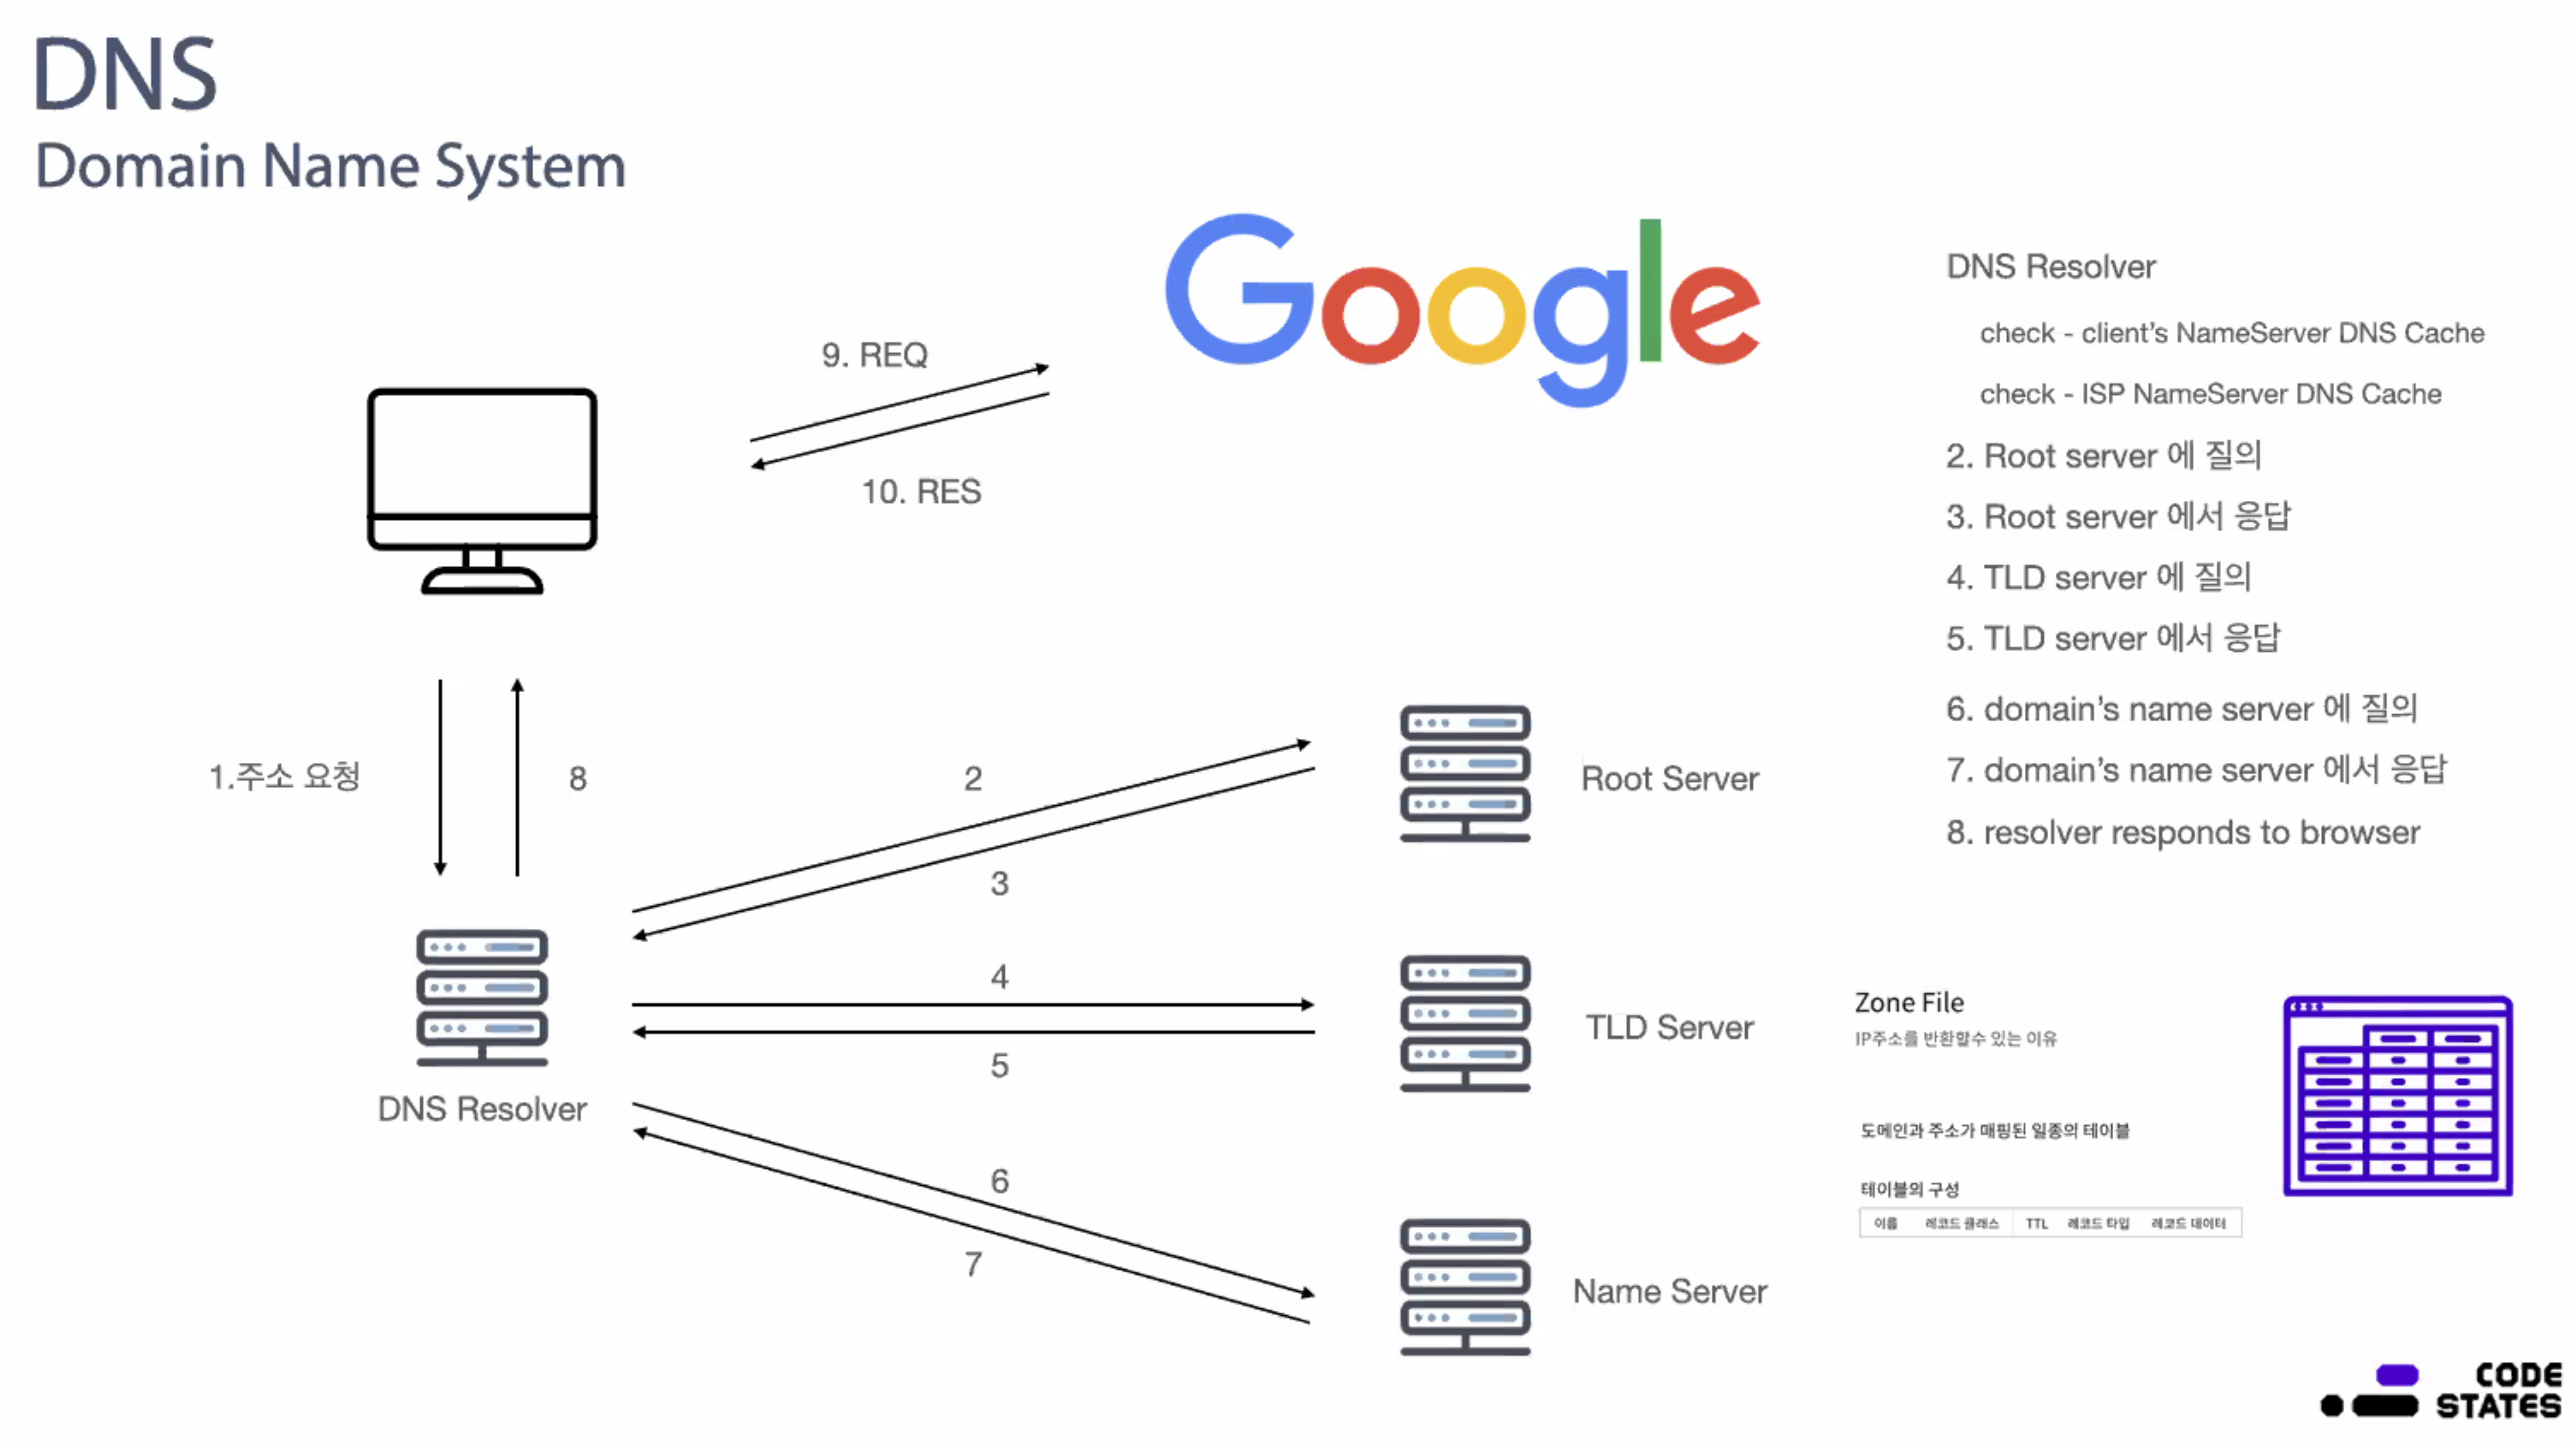 DNS
Domain Name System
Google
9. REQ
10. RES
1.주소 요청
8
2
3
4
5
6
7
DNS Resolver
Root Server
TLD Server
Name Server
DNS Resolver
check - client’s NameServer DNS Cache
check - ISP NameServer DNS Cache
2. Root server 에 질의
3. Root server 에서 응답
4. TLD server 에 질의
5. TLD server 에서 응답
6. domain’s name server 에 질의
7. domain’s name server 에서 응답
8. resolver responds to browser
Zone File
IP주소를 반환할수 있는 이유
도메인과 주소가 매핑된 일종의 테이블
테이블의 구성
이름 레코드 클래스 TTL 레코드 타입 레코드 데이터
CODE
STATES